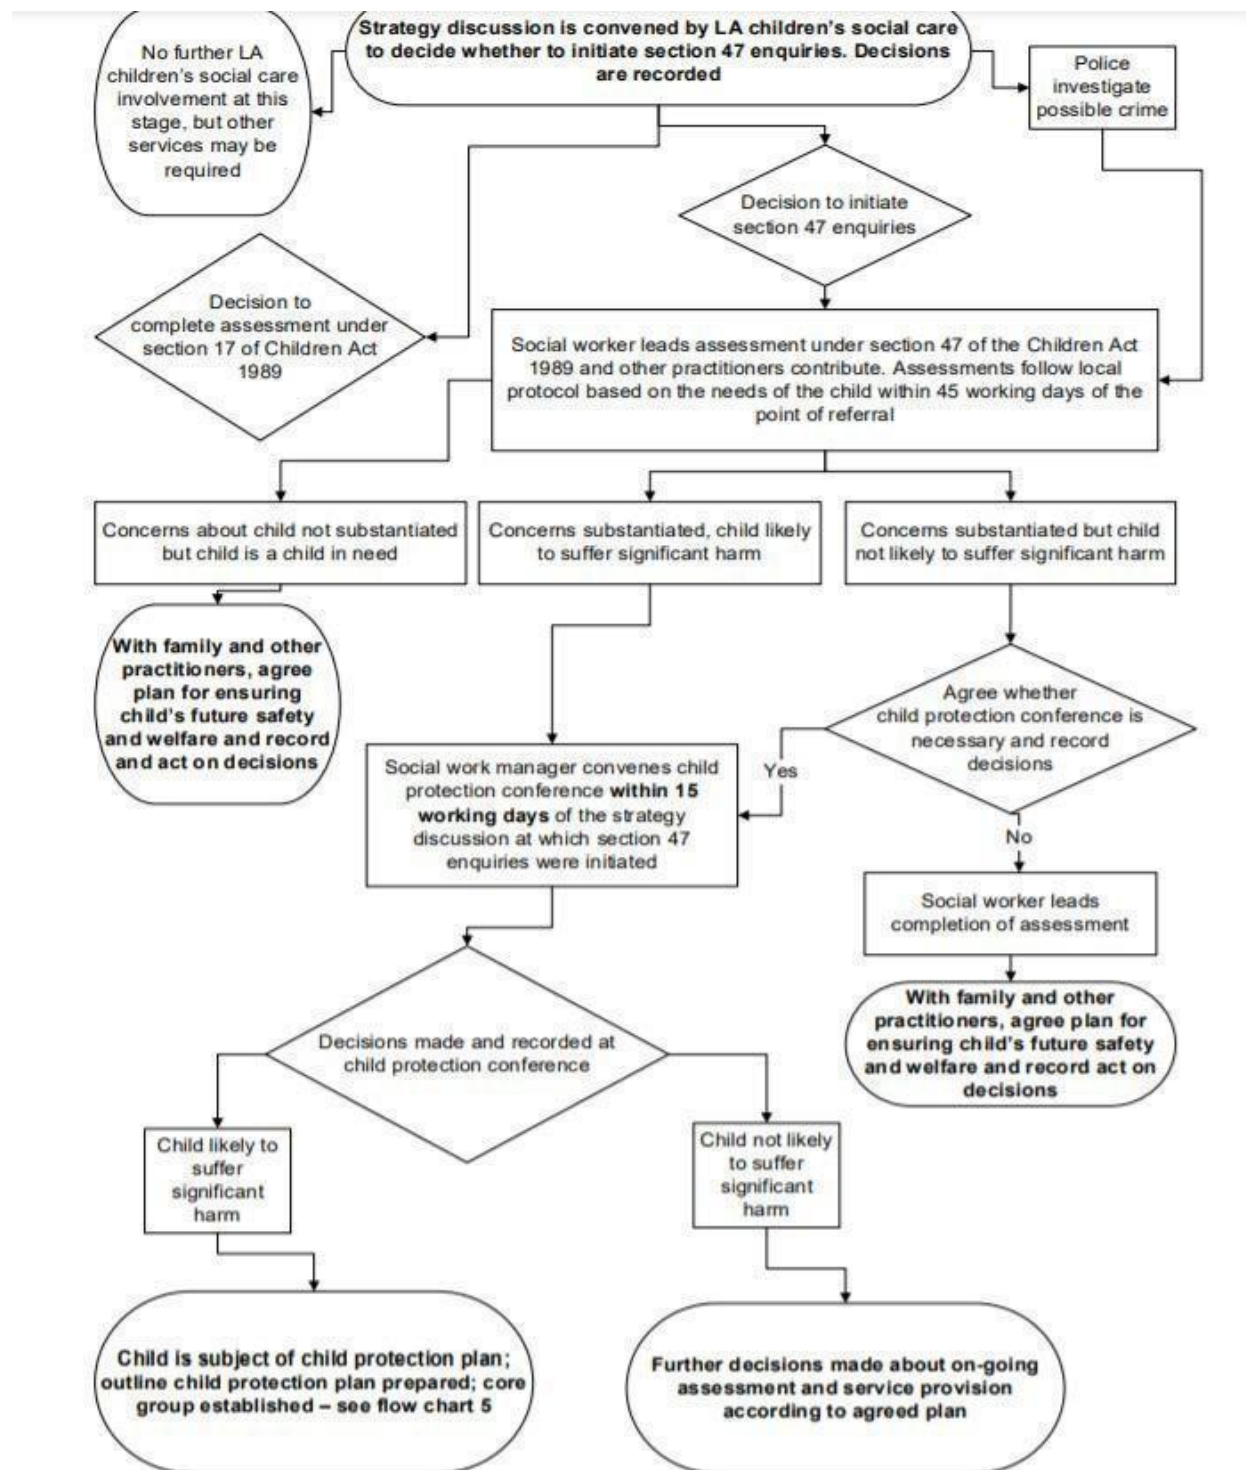 Strategy discussion is convened by LA children's social care
to decide whether to initiate section 47 enquiries. Decisions
are recorded
No further LA
children's social care
involvement at this
stage, but other
services may be
required
Police
investigate
possible crime
Decision to initiate
section 47 enquiries
Decision to
complete assessment under
section 17 of Children Act
1989
Social worker leads assessment under section 47 of the Children Act
1989 and other practitioners contribute. Assessments follow local
protocol based on the needs of the child within 45 working days of the
point of referral
Concerns about child not substantiated
but child is a child in need
Concerns substantiated, child likely
to suffer significant harm
Concerns substantiated but child
not likely to suffer significant harm
With family and other
practitioners, agree
plan for ensuring
child's future safety
and welfare and record
and act on decisions
Agree whether
child protection conference is
necessary and record
decisions
Yes
Social work manager convenes child
protection conference within 15
working days of the strategy
discussion at which section 47
enquiries were initiated
No
Social worker leads
completion of assessment
With family and other
practitioners, agree plan for
ensuring child's future safety
and welfare and record act on
decisions
Decisions made and recorded at
child protection conference
Child likely to
suffer
significant
harm
Child not likely
to suffer
significant
harm
Child is subject of child protection plan;
outline child protection plan prepared; core
group established – see flow chart 5
Further decisions made about on-going
assessment and service provision
according to agreed plan